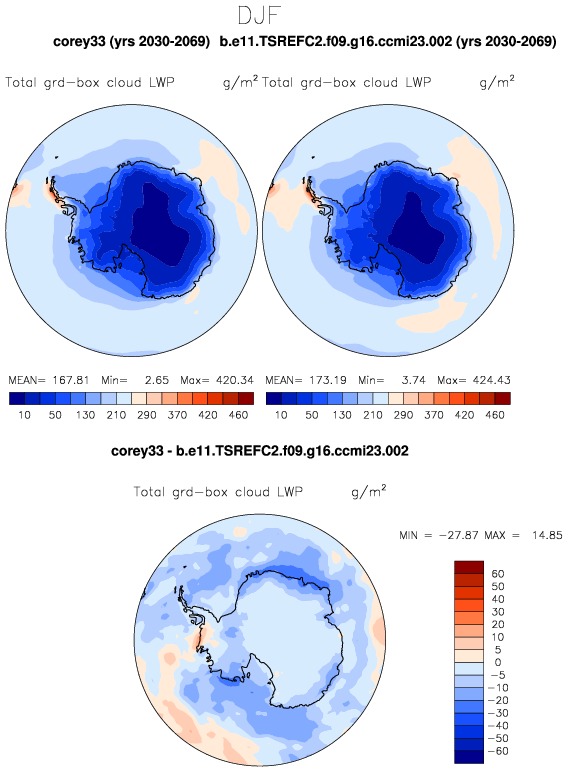 DJF
corey33 (yrs 2030-2069) b.e11.TSREFC2.f09.g16.ccmi23.002 (yrs 2030-2069)
Total grd-box cloud LWP g/m² Total grd-box cloud LWP g/m²
MEAN= 167.81 Min= 2.65 Max= 420.34 MEAN= 173.19 Min= 3.74 Max= 424.43
10 50 130 210 290 370 420 460 10 50 130 210 290 370 420 460
corey33 - b.e11.TSREFC2.f09.g16.ccmi23.002
Total grd-box cloud LWP g/m²
MIN = -27.87 MAX = 14.85
60
50
40
30
20
10
5
0
-5
-10
-20
-30
-40
-50
-60